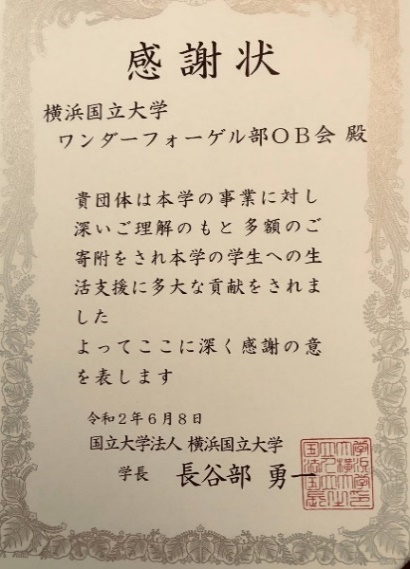 感謝状
横浜国立大学
ワンダーフォーゲル部OB会 殿
貴団体は本学の事業に対し
深いご理解のもと多額のご
寄附をされ本学の学生への生
活支援に多大な貢献をされま
した
よってここに深く感謝の意
を表します
令和2年6月8日
国立大学法人 横浜国立大学
学長 長谷部 勇一